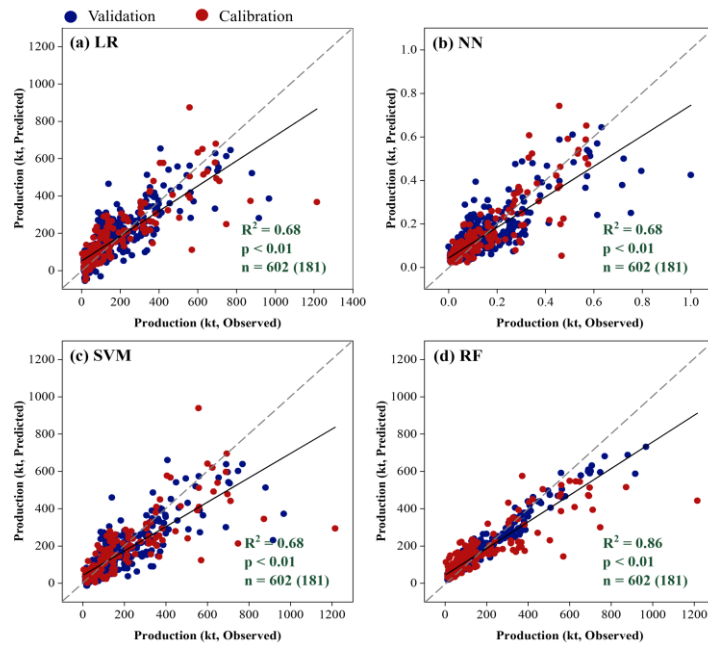 Validation Calibration
(a) LR
1200
1000
800
600
400
200
0
Production (kt, Predicted)
R² = 0.68
p < 0.01
n = 602 (181)
0 200 400 600 800 1000 1200 1400
Production (kt, Observed)
(b) NN
1.0
0.8
0.6
0.4
0.2
0.0
Production (kt, Predicted)
R² = 0.68
p < 0.01
n = 602 (181)
0.0 0.2 0.4 0.6 0.8 1.0
Production (kt, Observed)
(c) SVM
1200
1000
800
600
400
200
0
Production (kt, Predicted)
R² = 0.68
p < 0.01
n = 602 (181)
0 200 400 600 800 1000 1200
Production (kt, Observed)
(d) RF
1200
1000
800
600
400
200
0
Production (kt, Predicted)
R² = 0.86
p < 0.01
n = 602 (181)
0 200 400 600 800 1000 1200
Production (kt, Observed)